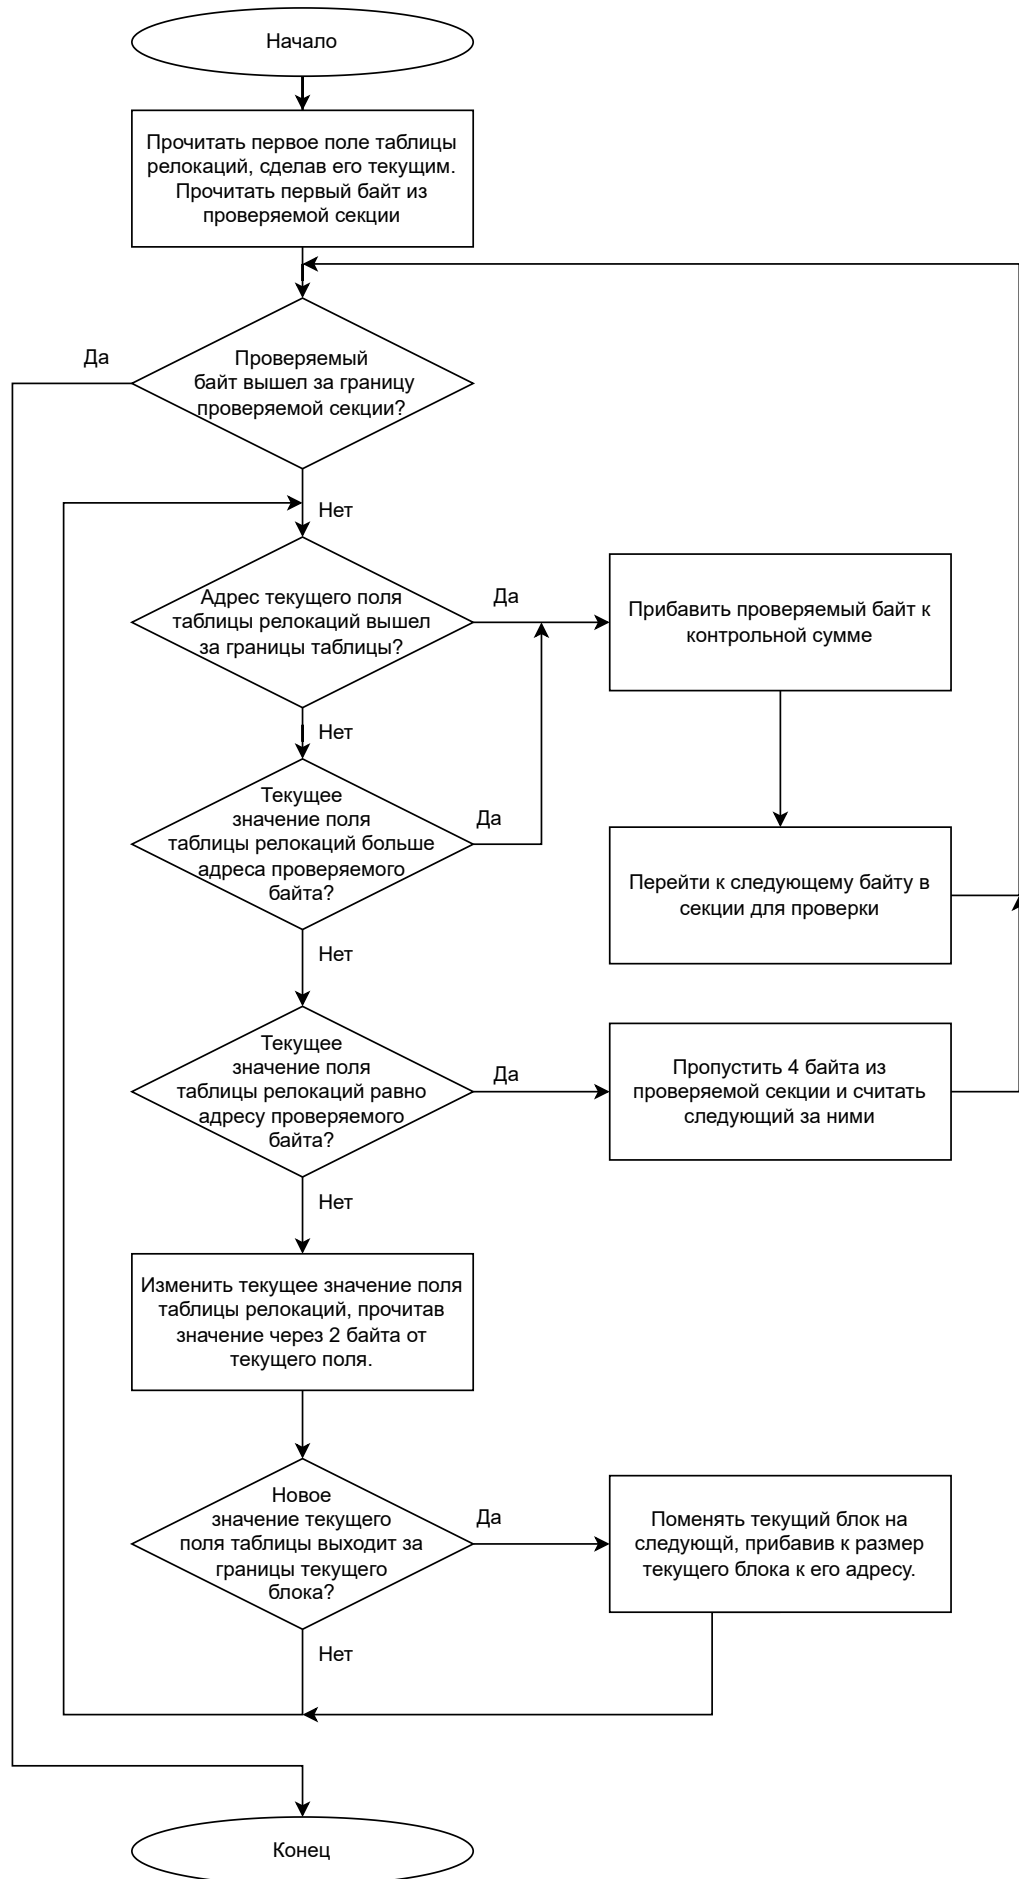 Начало
Прочитать первое поле таблицы
релокаций, сделав его текущим.
Прочитать первый байт из
проверяемой секции
Да
Проверяемый
байт вышел за границу
проверяемой секции?
Нет
Адрес текущего поля
таблицы релокаций вышел
за границы таблицы?
Да
Прибавить проверяемый байт к
контрольной сумме
Нет
Текущее
значение поля
таблицы релокаций больше
адреса проверяемого
байта?
Да
Перейти к следующему байту в
секции для проверки
Нет
Текущее
значение поля
таблицы релокаций равно
адресу проверяемого
байта?
Да
Пропустить 4 байта из
проверяемой секции и считать
следующий за ними
Нет
Изменить текущее значение поля
таблицы релокаций, прочитав
значение через 2 байта от
текущего поля.
Новое
значение текущего
поля таблицы выходит за
границы текущего
блока?
Да
Поменять текущий блок на
следующй, прибавив к размер
текущего блока к его адресу.
Нет
Конец